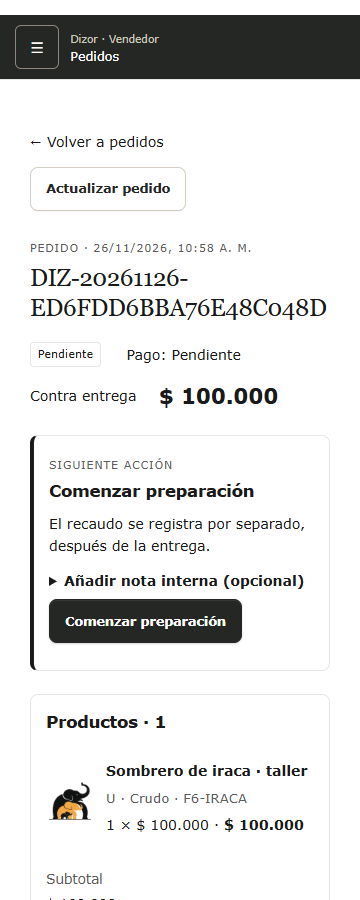 ☰
Dizor · Vendedor
Pedidos
← Volver a pedidos
Actualizar pedido
PEDIDO · 26/11/2026, 10:58 A. M.
DIZ-20261126-
ED6FDD6BBA76E48C048D
Pendiente
Pago: Pendiente
Contra entrega
$ 100.000
SIGUIENTE ACCIÓN
Comenzar preparación
El recaudo se registra por separado,
después de la entrega.
▶ Añadir nota interna (opcional)
Comenzar preparación
Productos · 1
Sombrero de iraca · taller
U · Crudo · F6-IRACA
1 × $ 100.000 · $ 100.000
Subtotal